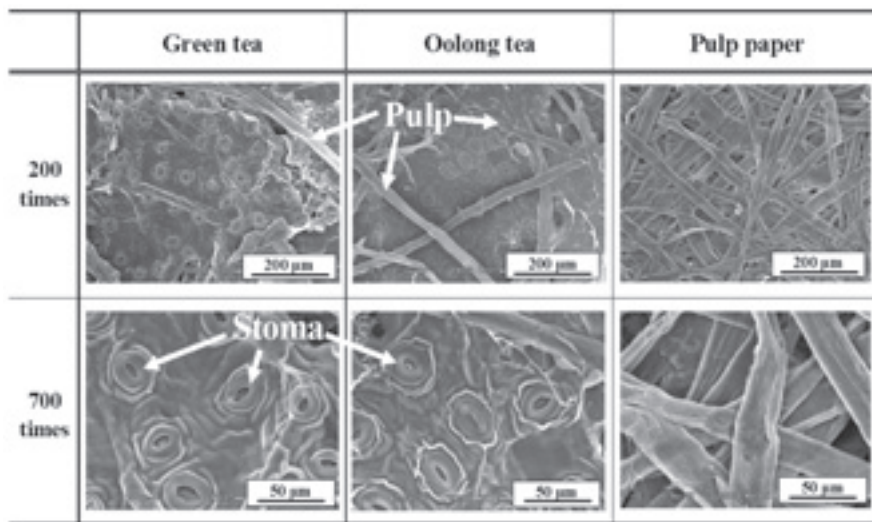 Green tea Oolong tea Pulp paper
200 times
Pulp
200 µm 200 µm 200 µm
700 times
Stoma
50 µm 50 µm 50 µm